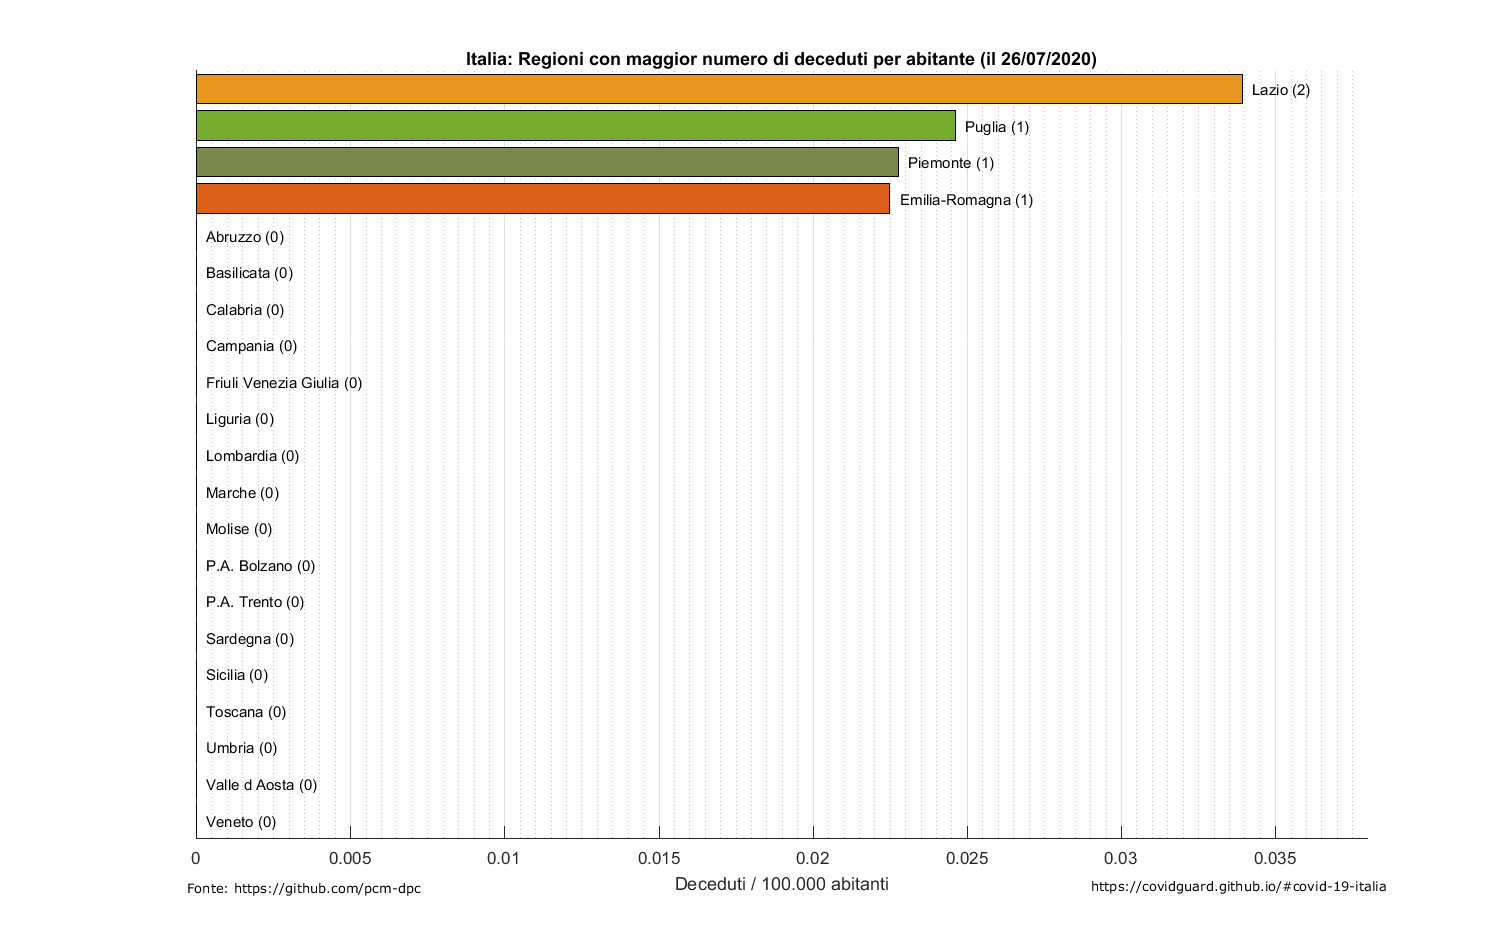 Italia: Regioni con maggior numero di deceduti per abitante (il 26/07/2020)
Lazio (2)
Puglia (1)
Piemonte (1)
Emilia-Romagna (1)
Abruzzo (0)
Basilicata (0)
Calabria (0)
Campania (0)
Friuli Venezia Giulia (0)
Liguria (0)
Lombardia (0)
Marche (0)
Molise (0)
P.A. Bolzano (0)
P.A. Trento (0)
Sardegna (0)
Sicilia (0)
Toscana (0)
Umbria (0)
Valle d Aosta (0)
Veneto (0)
0 0.005 0.01 0.015 0.02 0.025 0.03 0.035
Deceduti / 100.000 abitanti
Fonte: https://github.com/pcm-dpc
https://covidguard.github.io/#covid-19-italia